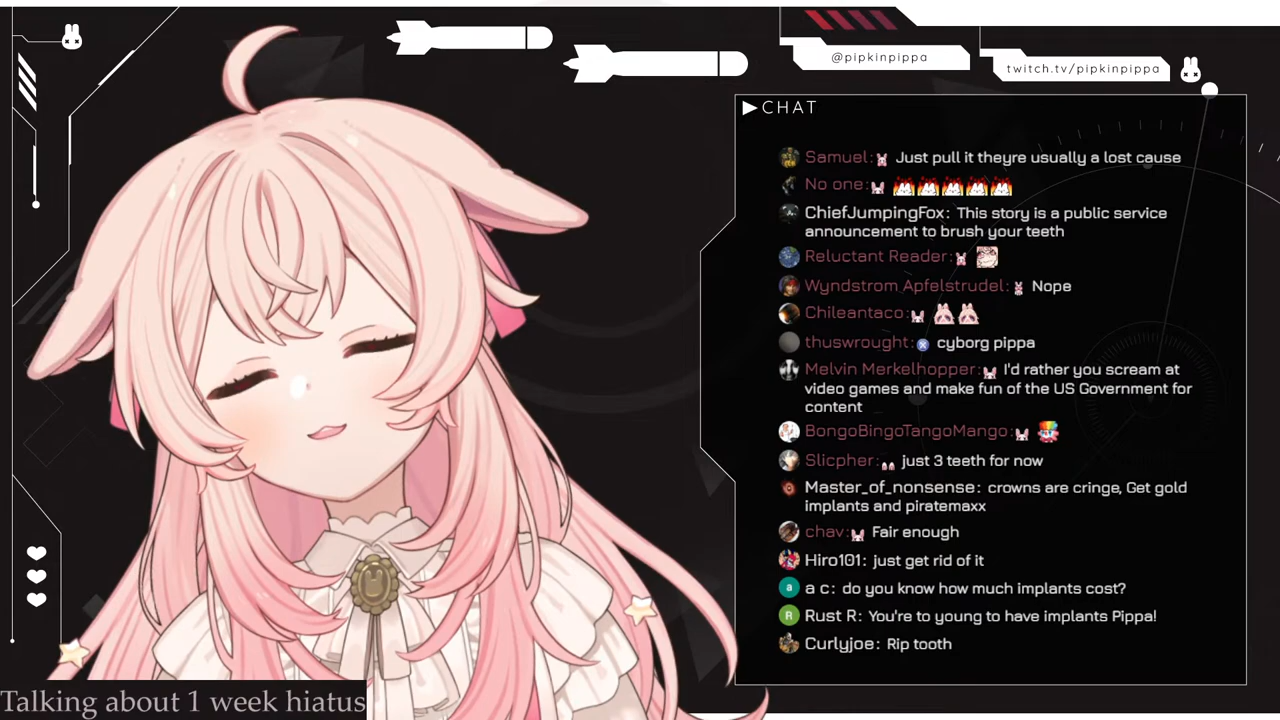 @pipkinpippa
twitch.tv/pipkinpippa
CHAT
Samuel: Just pull it theyre usually a lost cause
No one:
ChiefJumpingFox: This story is a public service
announcement to brush your teeth
Reluctant Reader:
Wyndstrom Apfelstrudel: Nope
Chileantaco:
thuswrought: cyborg pippa
Melvin Merkelhopper: I'd rather you scream at
video games and make fun of the US Government for
content
BongoBingoTangoMango:
Slicpher: just 3 teeth for now
Master_of_nonsense: crowns are cringe, Get gold
implants and piratemaxx
chav: Fair enough
Hiro101: just get rid of it
a
a c: do you know how much implants cost?
R
Rust R: You're to young to have implants Pippa!
Curlyjoe: Rip tooth
Talking about 1 week hiatus